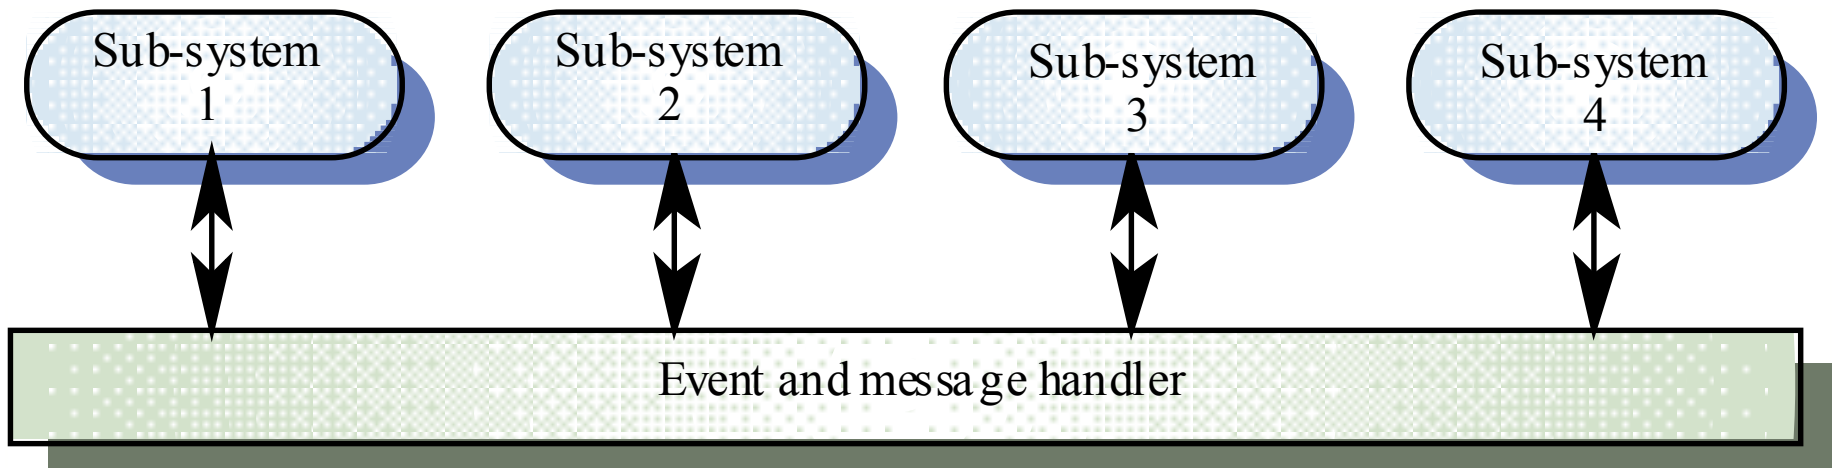 Sub-system
1
Sub-system
2
Sub-system
3
Sub-system
4
Event and message handler